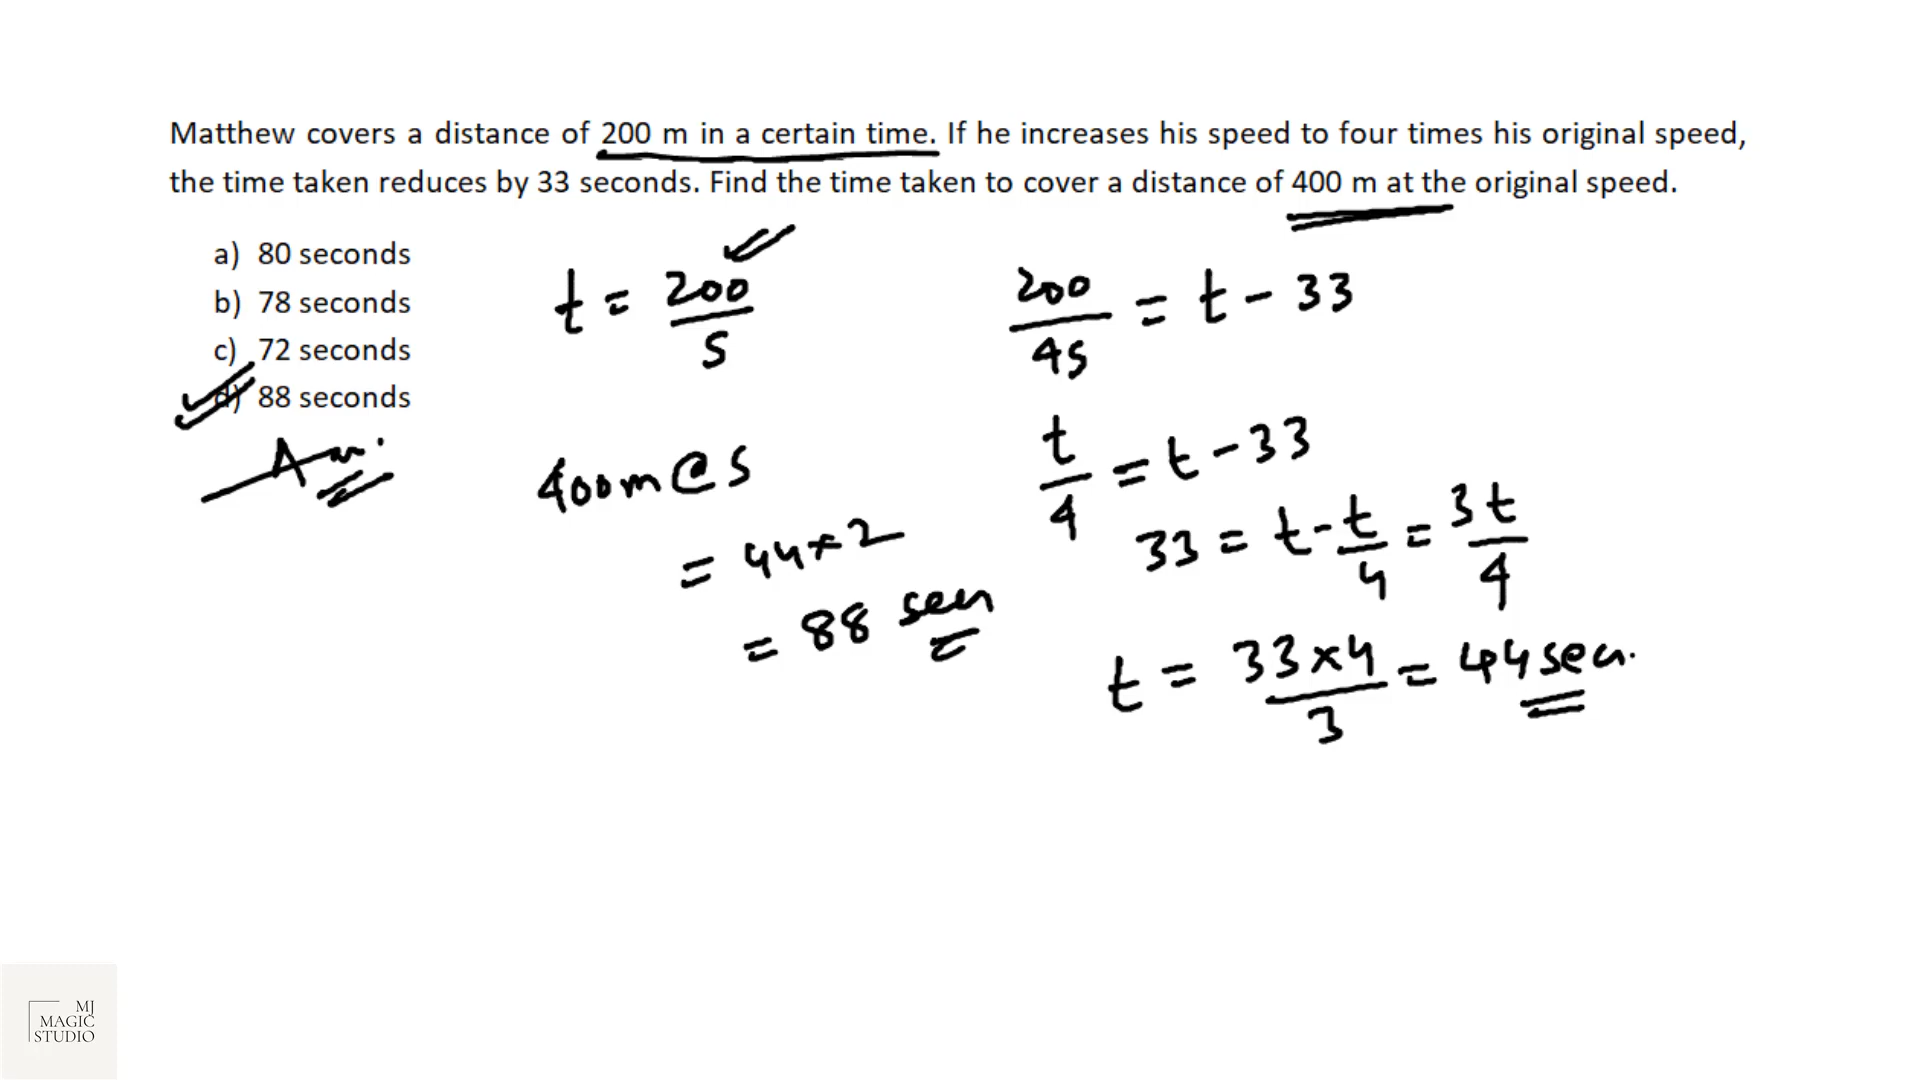 Matthew covers a distance of 200 m in a certain time. If he increases his speed to four times his original speed,
the time taken reduces by 33 seconds. Find the time taken to cover a distance of 400 m at the original speed.
a) 80 seconds
b) 78 seconds
c) 72 seconds
d) 88 seconds
t = 200/s
400m @ s
= 44 × 2
= 88 sec
200/4s = t - 33
t/4 = t - 33
33 = t - t/4 = 3t/4
t = 33 × 4/3 = 44 sec.
MJ
MAGIC
STUDIO